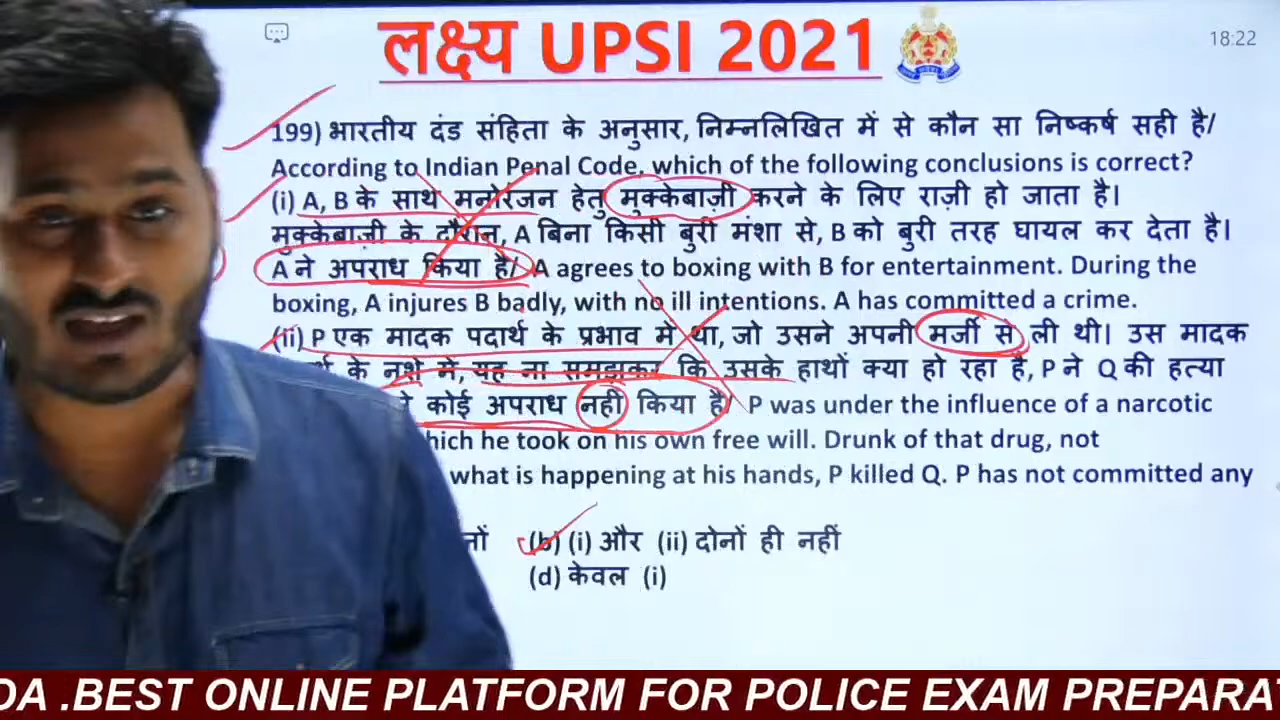 लक्ष्य UPSI 2021
18:22
199) भारतीय दंड संहिता के अनुसार, निम्नलिखित में से कौन सा निष्कर्ष सही है/
According to Indian Penal Code, which of the following conclusions is correct?
(i) A, B के साथ मनोरंजन हेतु मुक्केबाज़ी करने के लिए राज़ी हो जाता है।
मुक्केबाज़ी के दौरान, A बिना किसी बुरी मंशा से, B को बुरी तरह घायल कर देता है।
A ने अपराध किया है/ A agrees to boxing with B for entertainment. During the
boxing, A injures B badly, with no ill intentions. A has committed a crime.
(ii) P एक मादक पदार्थ के प्रभाव में था, जो उसने अपनी मर्जी से ली थी। उस मादक
के नशे में, यह ना समझकर कि उसके हाथों क्या हो रहा है, P ने Q की हत्या
कोई अपराध नहीं किया है/ P was under the influence of a narcotic
which he took on his own free will. Drunk of that drug, not
what is happening at his hands, P killed Q. P has not committed any
(b) (i) और (ii) दोनों ही नहीं
(d) केवल (i)
.BEST ONLINE PLATFORM FOR POLICE EXAM